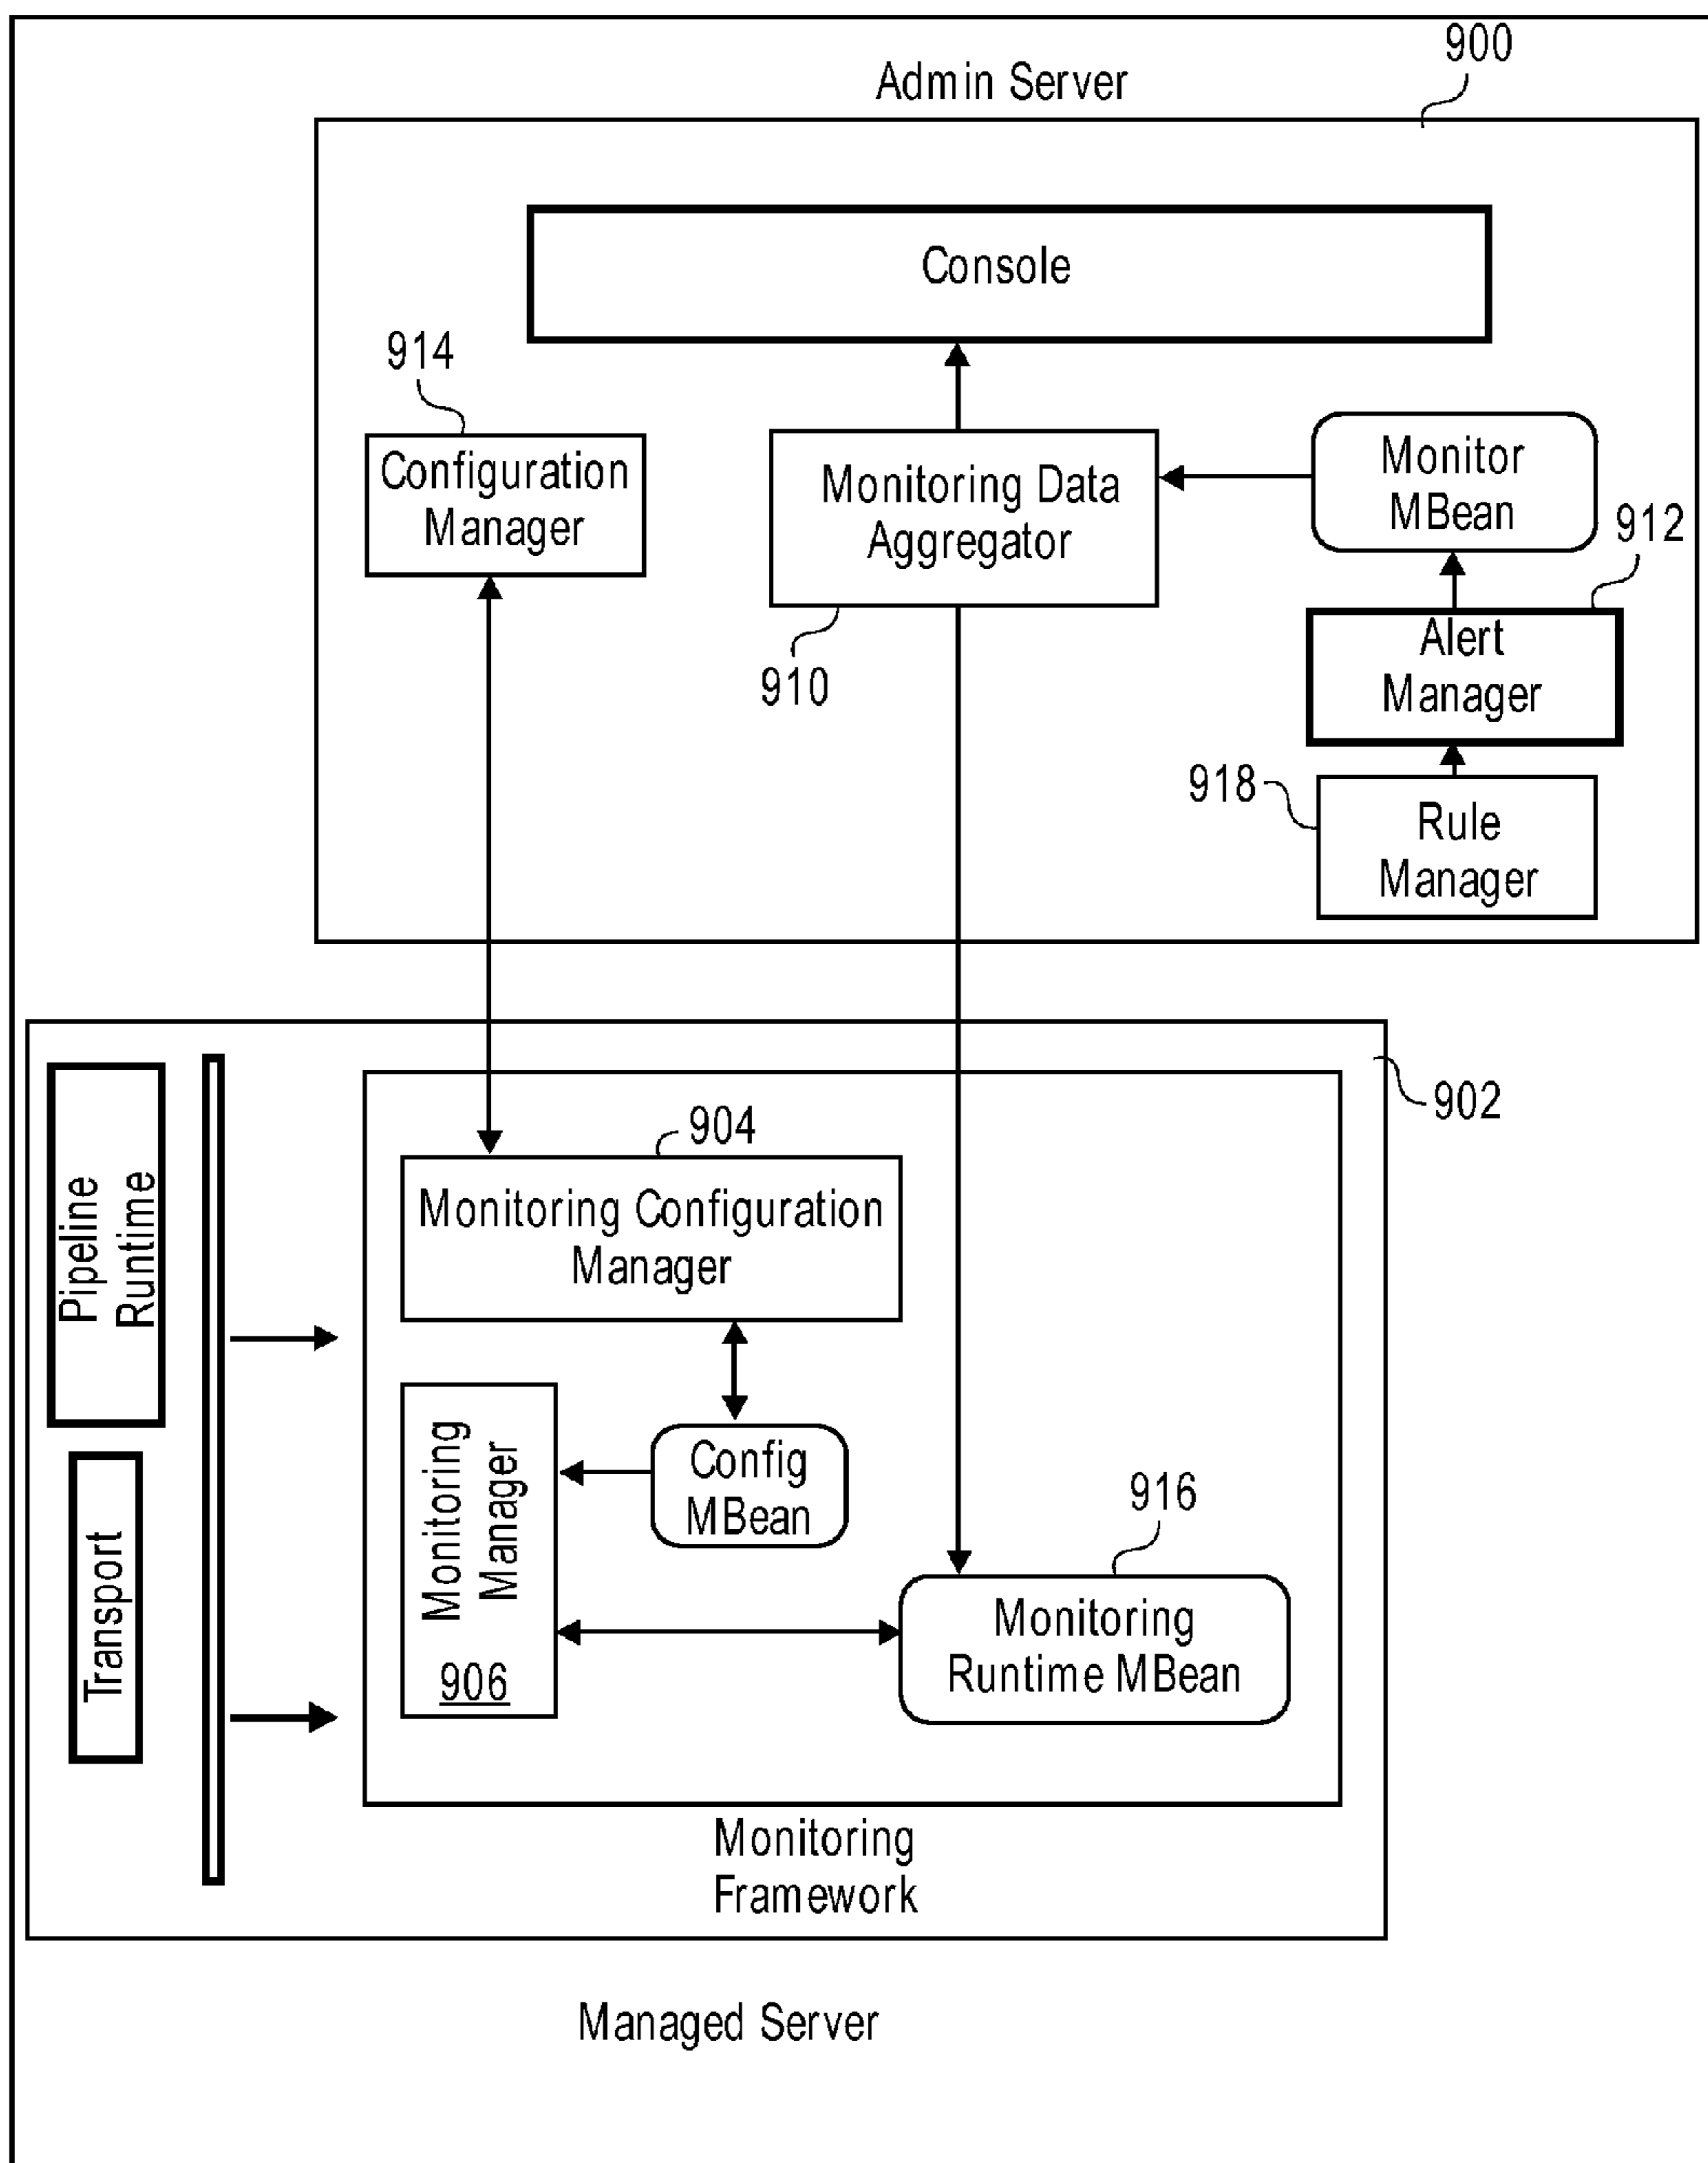 900
Admin Server
Console
914
Configuration
Manager
Monitoring Data
Aggregator
910
Monitor
MBean
912
Alert
Manager
918
Rule
Manager
902
Pipeline
Runtime
Transport
904
Monitoring Configuration
Manager
Monitoring
Manager
906
Config
MBean
916
Monitoring
Runtime MBean
Monitoring
Framework
Managed Server